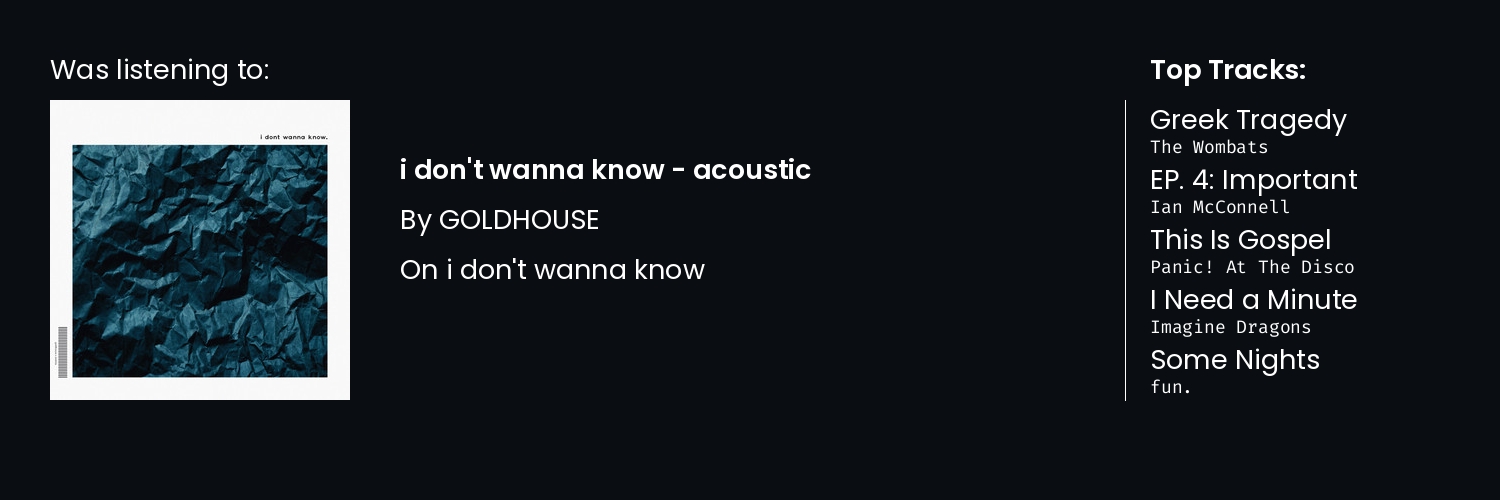 Was listening to:
i dont wanna know.
i don't wanna know - acoustic
By GOLDHOUSE
On i don't wanna know
Top Tracks:
Greek Tragedy
The Wombats
EP. 4: Important
Ian McConnell
This Is Gospel
Panic! At The Disco
I Need a Minute
Imagine Dragons
Some Nights
fun.